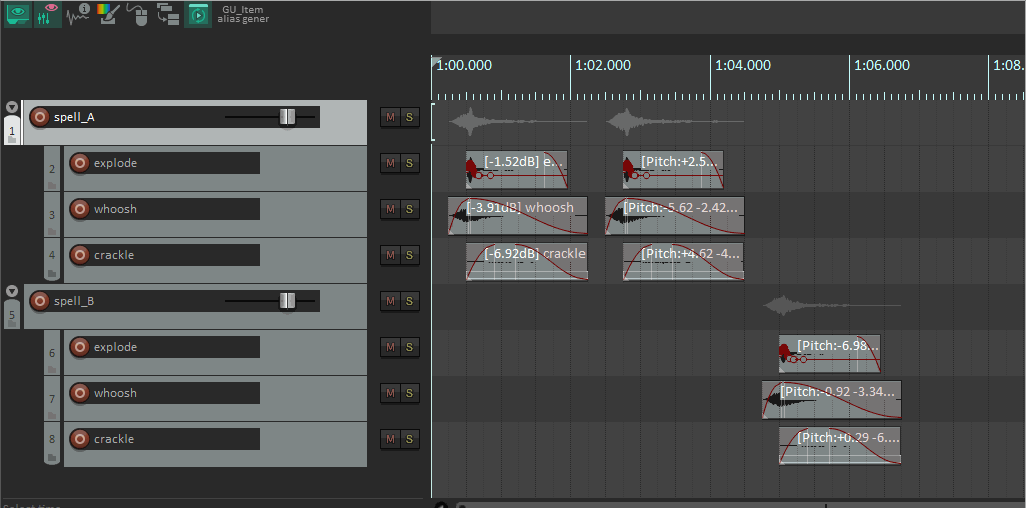 GU_Item
alias gener
1:00.000 1:02.000 1:04.000 1:06.000 1:08.
1 spell_A M S
2 explode M S [-1.52dB] e... [Pitch:+2.5...
3 whoosh M S [-3.91dB] whoosh [Pitch:-5.62 -2.42...
4 crackle M S [-6.92dB] crackle [Pitch:+4.62 -4....
5 spell_B M S
6 explode M S [Pitch:-6.98...
7 whoosh M S [Pitch:-0.92 -3.34...
8 crackle M S [Pitch:+0.29 -6....